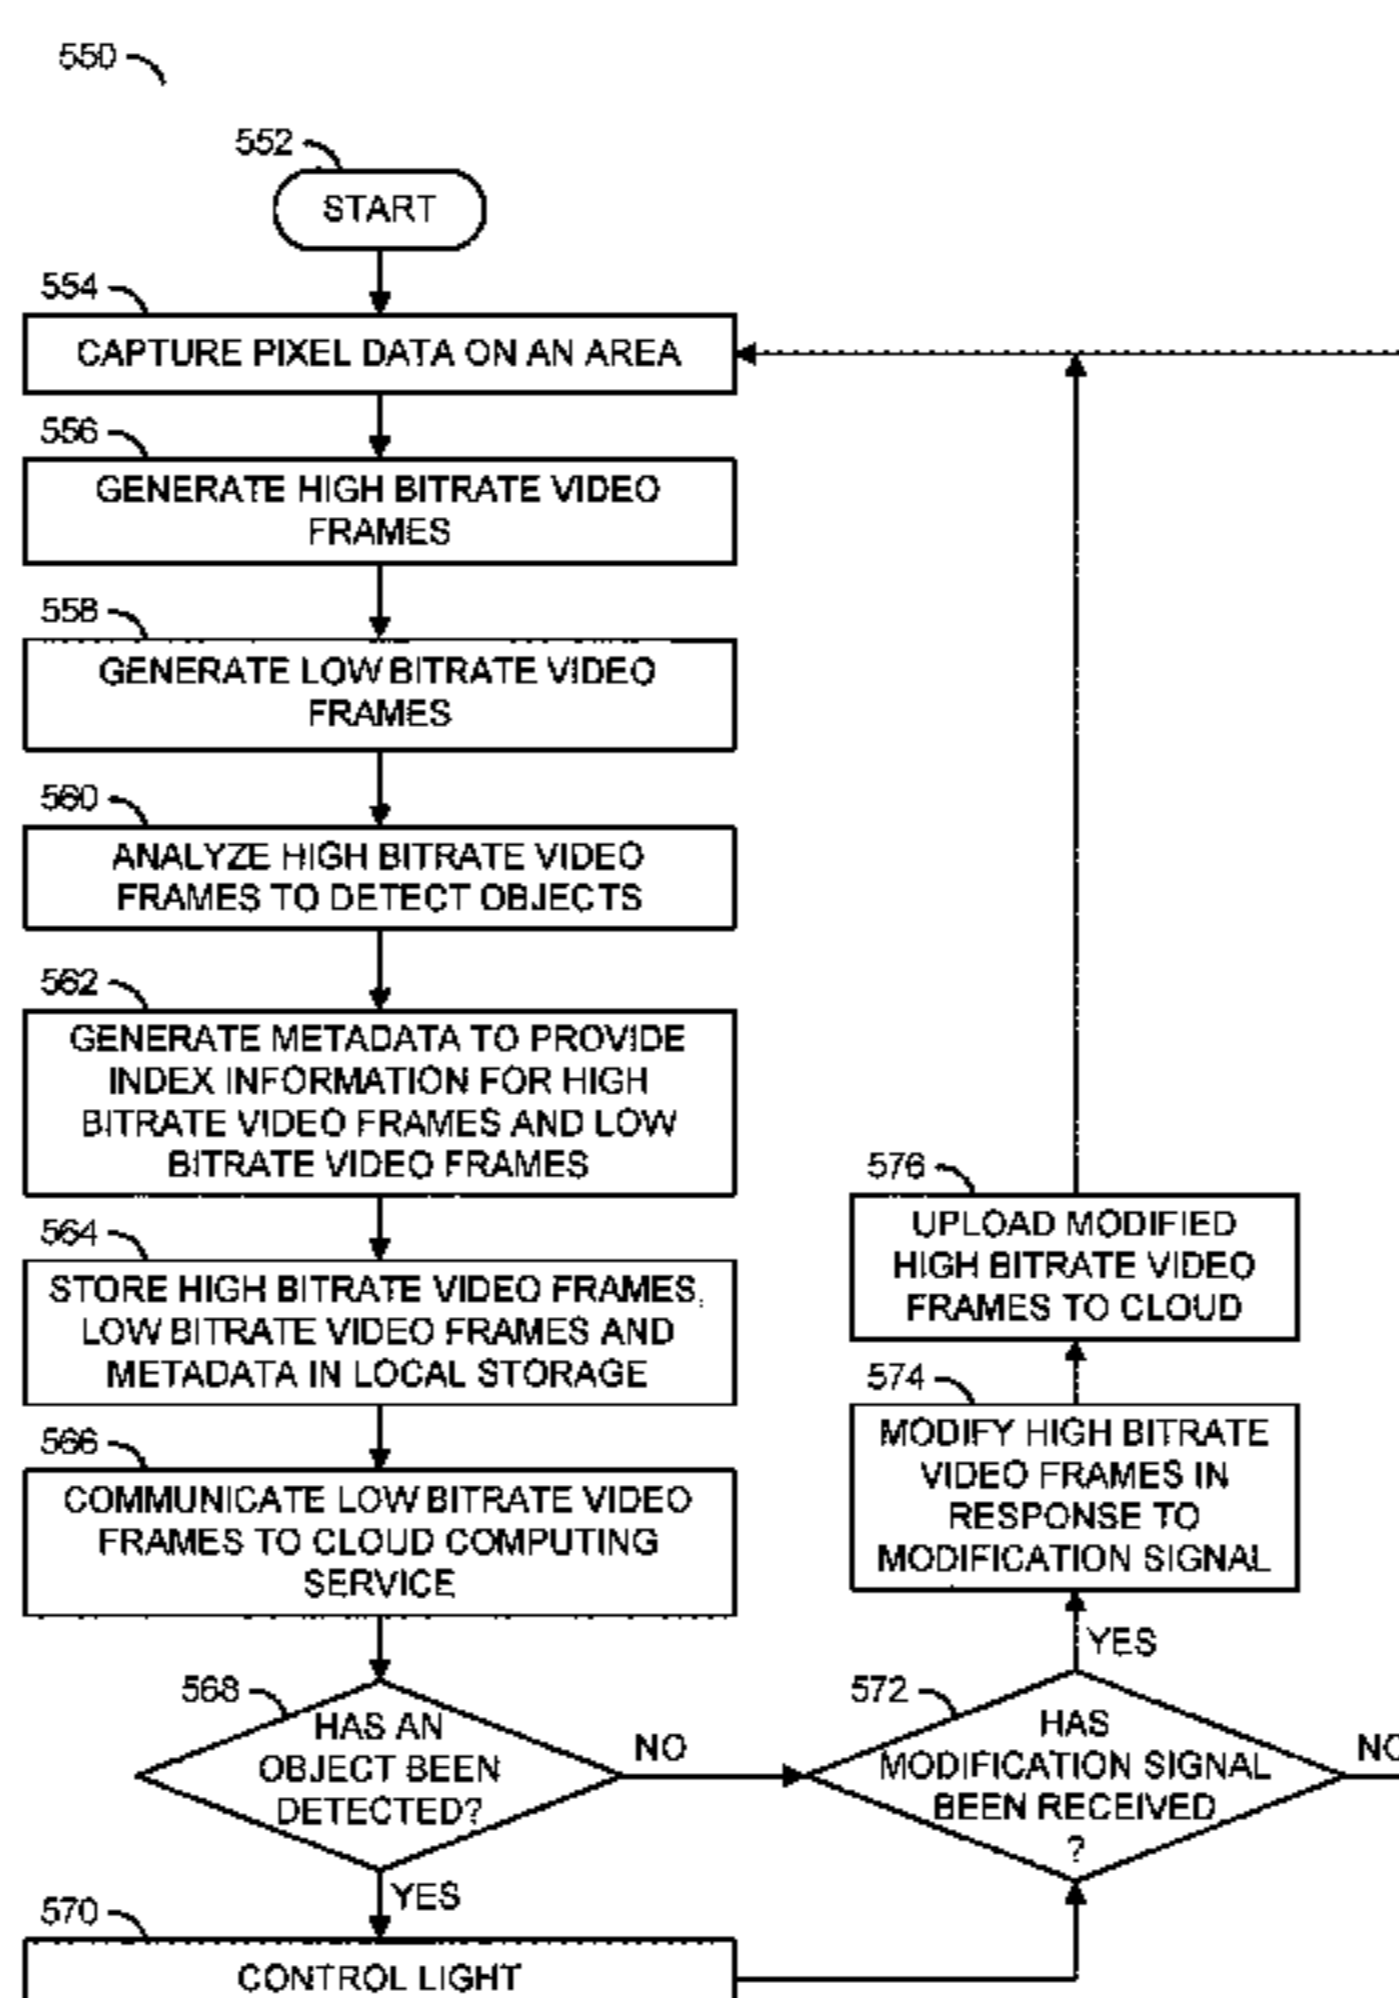 550
552
START
554
CAPTURE PIXEL DATA ON AN AREA
556
GENERATE HIGH BITRATE VIDEO
FRAMES
558
GENERATE LOW BITRATE VIDEO
FRAMES
560
ANALYZE HIGH BITRATE VIDEO
FRAMES TO DETECT OBJECTS
562
GENERATE METADATA TO PROVIDE
INDEX INFORMATION FOR HIGH
BITRATE VIDEO FRAMES AND LOW
BITRATE VIDEO FRAMES
564
STORE HIGH BITRATE VIDEO FRAMES,
LOW BITRATE VIDEO FRAMES AND
METADATA IN LOCAL STORAGE
566
COMMUNICATE LOW BITRATE VIDEO
FRAMES TO CLOUD COMPUTING
SERVICE
568
HAS AN
OBJECT BEEN
DETECTED?
NO
YES
570
CONTROL LIGHT
572
HAS
MODIFICATION SIGNAL
BEEN RECEIVED
?
NO
YES
574
MODIFY HIGH BITRATE
VIDEO FRAMES IN
RESPONSE TO
MODIFICATION SIGNAL
576
UPLOAD MODIFIED
HIGH BITRATE VIDEO
FRAMES TO CLOUD